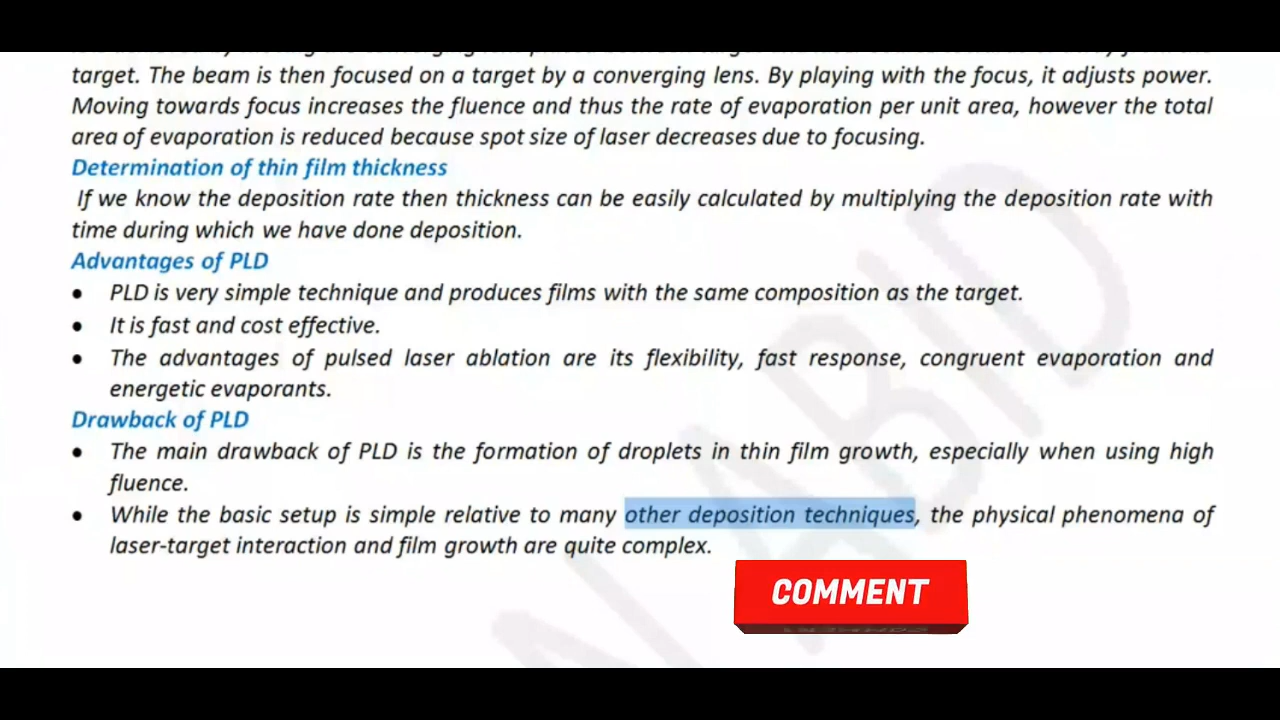 target. The beam is then focused on a target by a converging lens. By playing with the focus, it adjusts power.
Moving towards focus increases the fluence and thus the rate of evaporation per unit area, however the total
area of evaporation is reduced because spot size of laser decreases due to focusing.
Determination of thin film thickness
If we know the deposition rate then thickness can be easily calculated by multiplying the deposition rate with
time during which we have done deposition.
Advantages of PLD
• PLD is very simple technique and produces films with the same composition as the target.
• It is fast and cost effective.
• The advantages of pulsed laser ablation are its flexibility, fast response, congruent evaporation and
energetic evaporants.
Drawback of PLD
• The main drawback of PLD is the formation of droplets in thin film growth, especially when using high
fluence.
• While the basic setup is simple relative to many other deposition techniques, the physical phenomena of
laser-target interaction and film growth are quite complex.
COMMENT